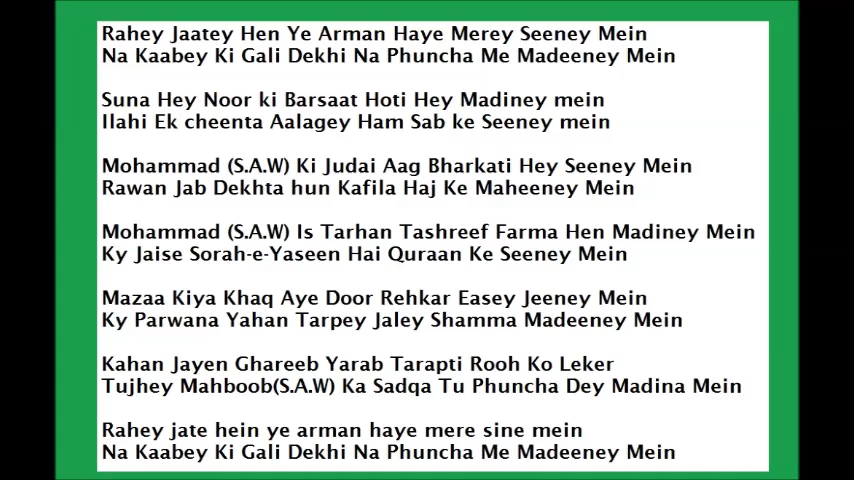 Rahey Jaatey Hen Ye Arman Haye Merey Seeney Mein
Na Kaabey Ki Gali Dekhi Na Phuncha Me Madeeney Mein
Suna Hey Noor ki Barsaat Hoti Hey Madiney mein
Ilahi Ek cheenta Aalagey Ham Sab ke Seeney mein
Mohammad (S.A.W) Ki Judai Aag Bharkati Hey Seeney Mein
Rawan Jab Dekhta hun Kafila Haj Ke Maheeney Mein
Mohammad (S.A.W) Is Tarhan Tashreef Farma Hen Madiney Mein
Ky Jaise Sorah-e-Yaseen Hai Quraan Ke Seeney Mein
Mazaa Kiya Khaq Aye Door Rehkar Easey Jeeney Mein
Ky Parwana Yahan Tarpey Jaley Shamma Madeeney Mein
Kahan Jayen Ghareeb Yarab Tarapti Rooh Ko Leker
Tujhey Mahboob(S.A.W) Ka Sadqa Tu Phuncha Dey Madina Mein
Rahey jate hein ye arman haye mere sine mein
Na Kaabey Ki Gali Dekhi Na Phuncha Me Madeeney Mein